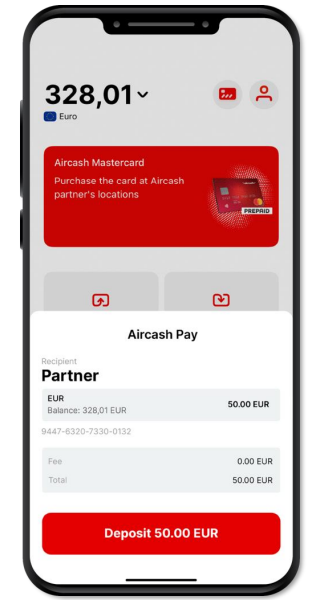 328,01
Euro
Aircash Mastercard
Purchase the card at Aircash
partner's locations
PREPAID
Aircash Pay
Recipient
Partner
EUR
Balance: 328,01 EUR
50.00 EUR
9447-6320-7330-0132
Fee
0.00 EUR
Total
50.00 EUR
Deposit 50.00 EUR